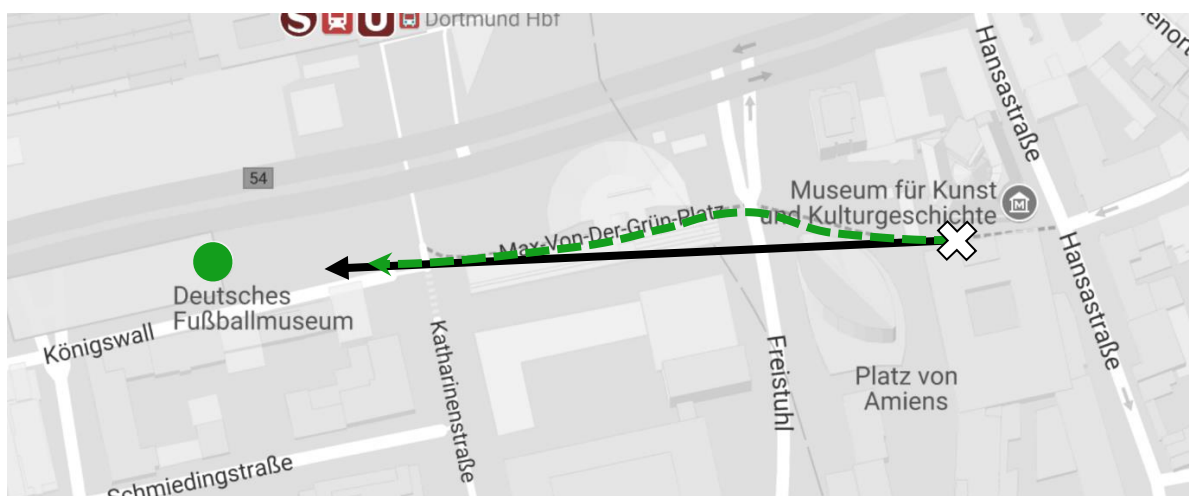 S U Dortmund Hbf
Hansastraße
54
Museum für Kunst
und Kulturgeschichte
M
Max-Von-Der-Grün-Platz
Hansastraße
Deutsches
Fußballmuseum
Königswall
Katharinenstraße
Freistuhl
Platz von
Amiens
Schmiedingstraße